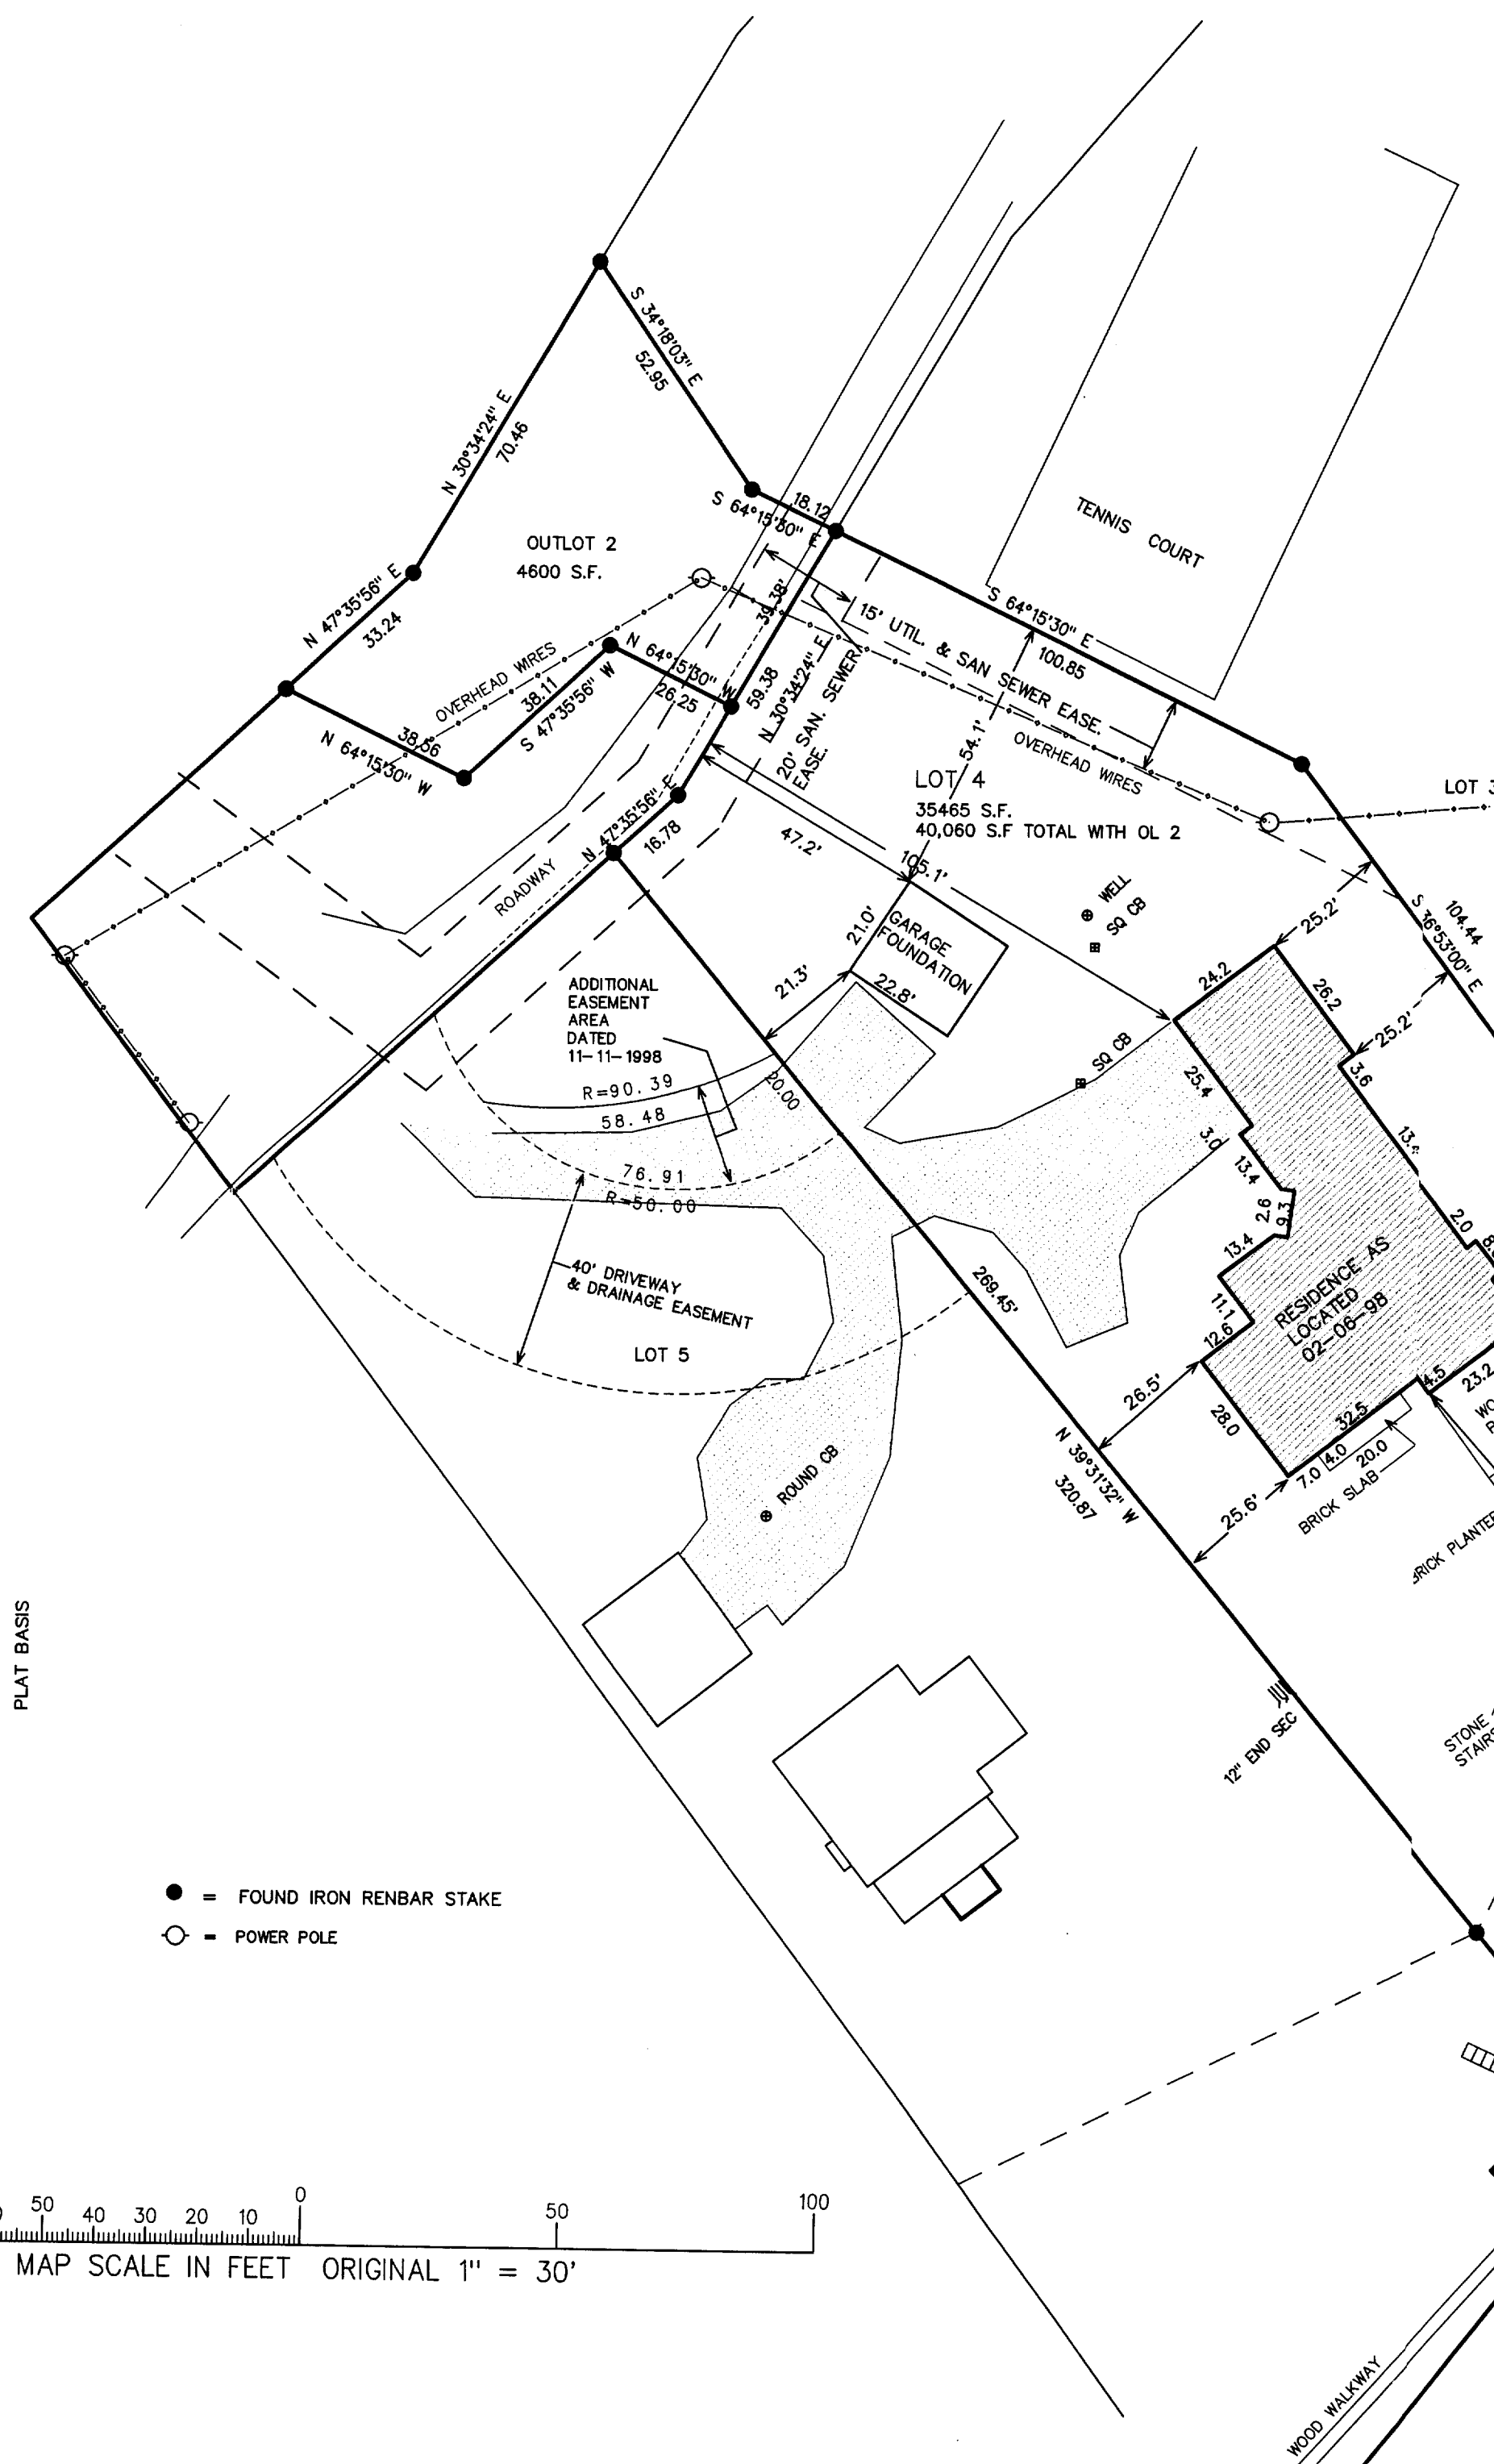 S 34°18'03" E
52.95
N 30°34'24" E
70.46
18.12
S 64°15'30" E
TENNIS COURT
OUTLOT 2
4600 S.F.
N 47°35'56" E
33.24
39.38'
15' UTIL. & SAN SEWER EASE.
S 64°15'30" E
100.85
OVERHEAD WIRES
38.11
S 47°35'56" W
N 64°15'30" W
26.25
59.38
N 30°34'24" E
20' SAN. SEWER
EASE.
38.56
N 64°15'30" W
54.1'
OVERHEAD WIRES
LOT 4
35465 S.F.
40,060 S.F TOTAL WITH OL 2
LOT 3
N 47°35'56" E
16.78
47.2'
105.1'
ROADWAY
WELL
SQ CB
21.0'
GARAGE
FOUNDATION
22.8'
21.3'
25.2'
104.44
S 36°53'00" E
24.2
26.2
25.2'
3.6
ADDITIONAL
EASEMENT
AREA
DATED
11-11-1998
SQ CB
25.4
R=90.39
20.00
58.48
3.0
13.4
76.91
R=50.00
2.6
9.3
13.4
2.0
40' DRIVEWAY
& DRAINAGE EASEMENT
269.45'
11.1
12.6
RESIDENCE AS
LOCATED
02-06-98
LOT 5
26.5'
28.0
4.5
23.2
32.5
4.0
20.0
7.0
BRICK SLAB
N 39°31'32" W
320.87
ROUND CB
25.6'
BRICK PLANTER
PLAT BASIS
12" END SEC
STONE
STAIRS
= FOUND IRON RENBAR STAKE
= POWER POLE
50 40 30 20 10 0 50 100
MAP SCALE IN FEET ORIGINAL 1" = 30'
WOOD WALKWAY